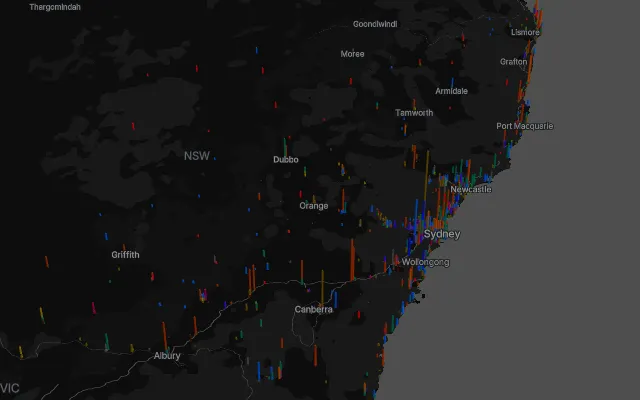 Thargomindah
Goondiwindi
Lismore
Moree
Grafton
Armidale
Tamworth
Port Macquarie
NSW
Dubbo
Newcastle
Orange
Sydney
Griffith
Wollongong
Canberra
Albury
VIC